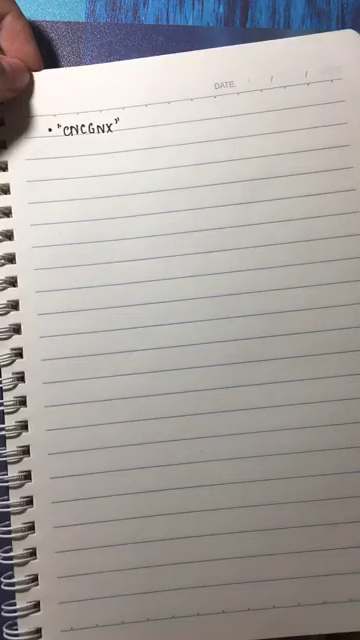 DATE / /
• "CNCGNX"